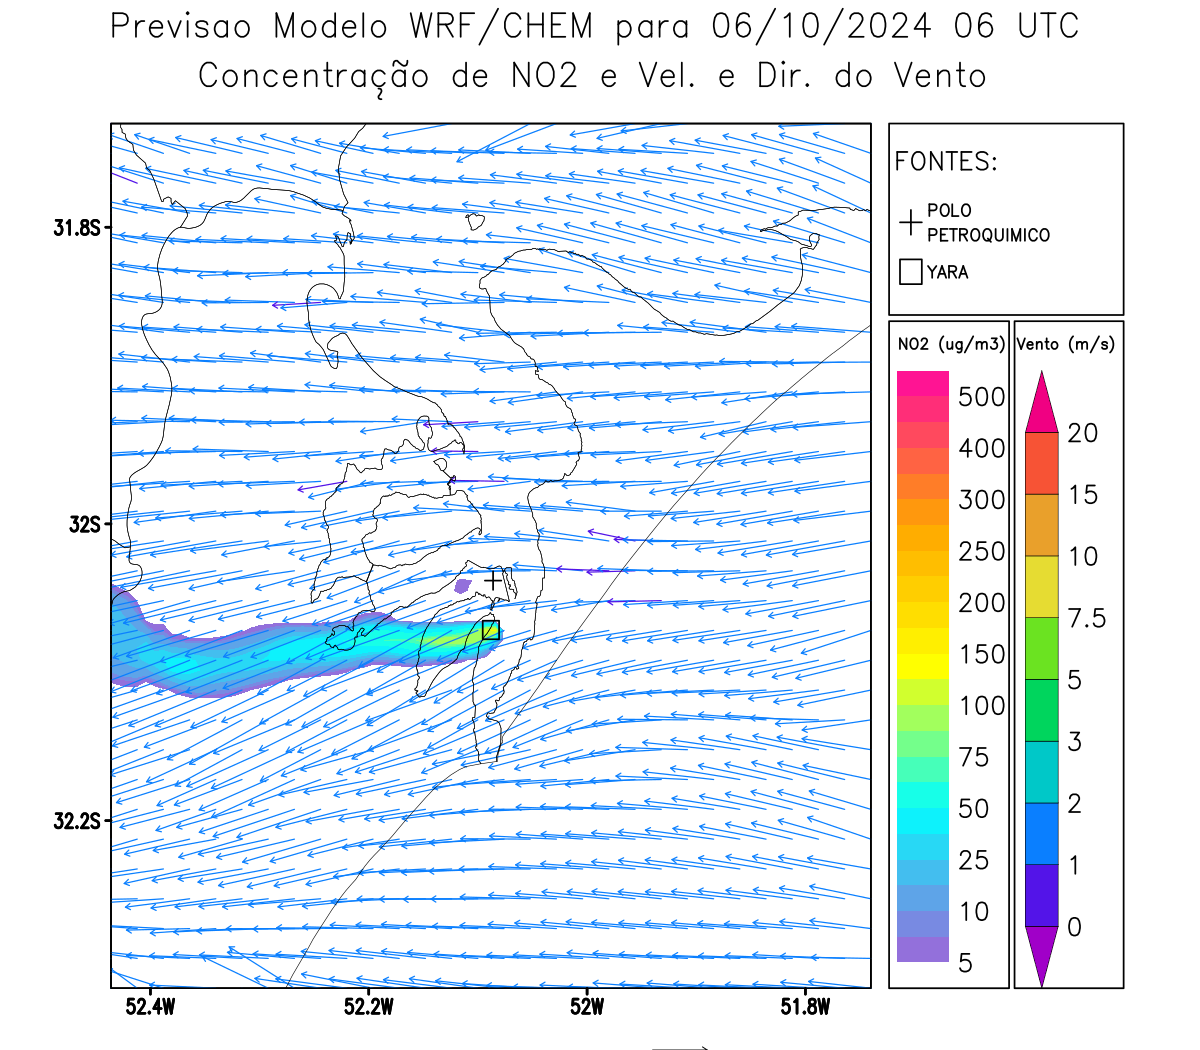 Previsao Modelo WRF/CHEM para 06/10/2024 06 UTC
Concentração de NO2 e Vel. e Dir. do Vento
FONTES:
POLO
PETROQUIMICO
YARA
NO2 (ug/m3)
500
400
300
250
200
150
100
75
50
25
10
5
Vento (m/s)
20
15
10
7.5
5
3
2
1
0
31.8S
32S
32.2S
52.4W
52.2W
52W
51.8W